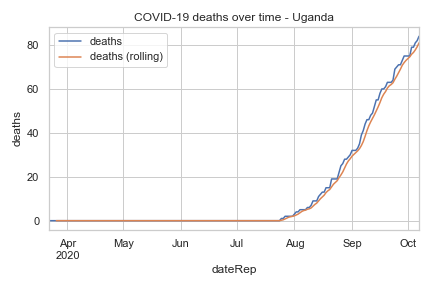 COVID-19 deaths over time - Uganda
deaths
deaths (rolling)
80
60
40
20
0
deaths
Apr May Jun Jul Aug Sep Oct
2020
dateRep